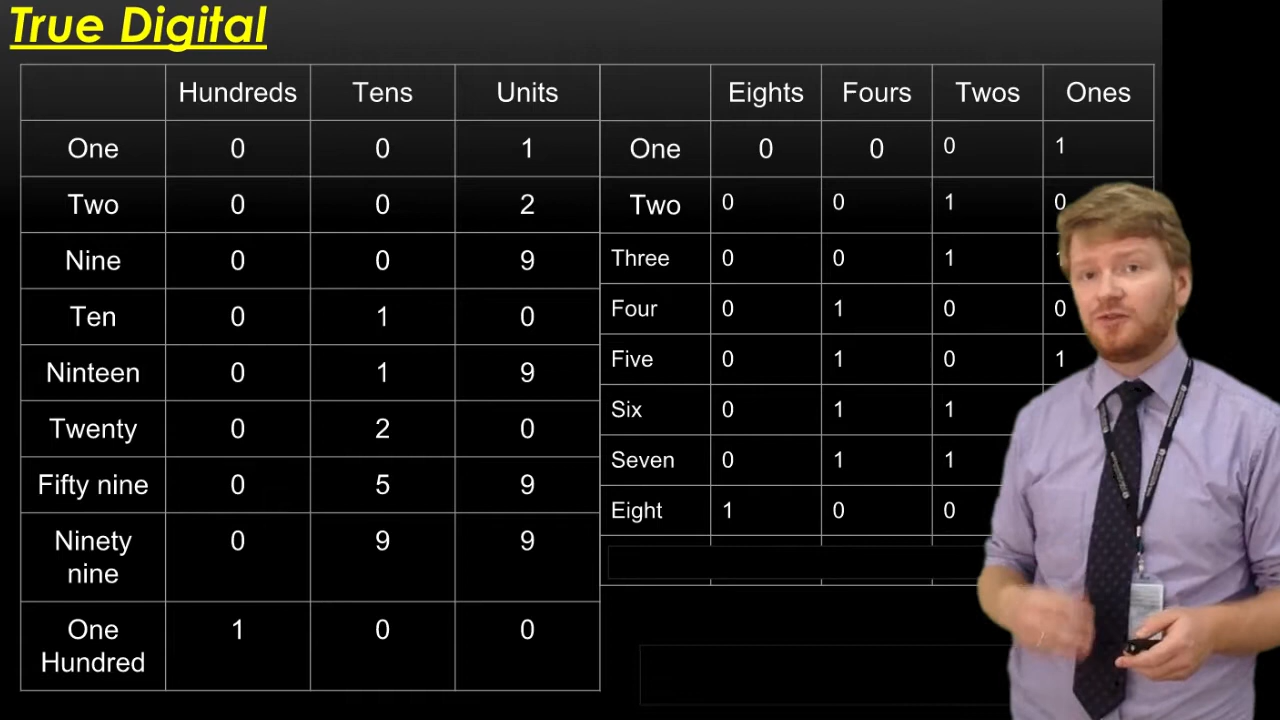 True Digital
Hundreds Tens Units
One 0 0 1
Two 0 0 2
Nine 0 0 9
Ten 0 1 0
Ninteen 0 1 9
Twenty 0 2 0
Fifty nine 0 5 9
Ninety nine 0 9 9
One Hundred 1 0 0
Eights Fours Twos Ones
One 0 0 0 1
Two 0 0 1 0
Three 0 0 1
Four 0 1 0 0
Five 0 1 0 1
Six 0 1 1
Seven 0 1 1
Eight 1 0 0